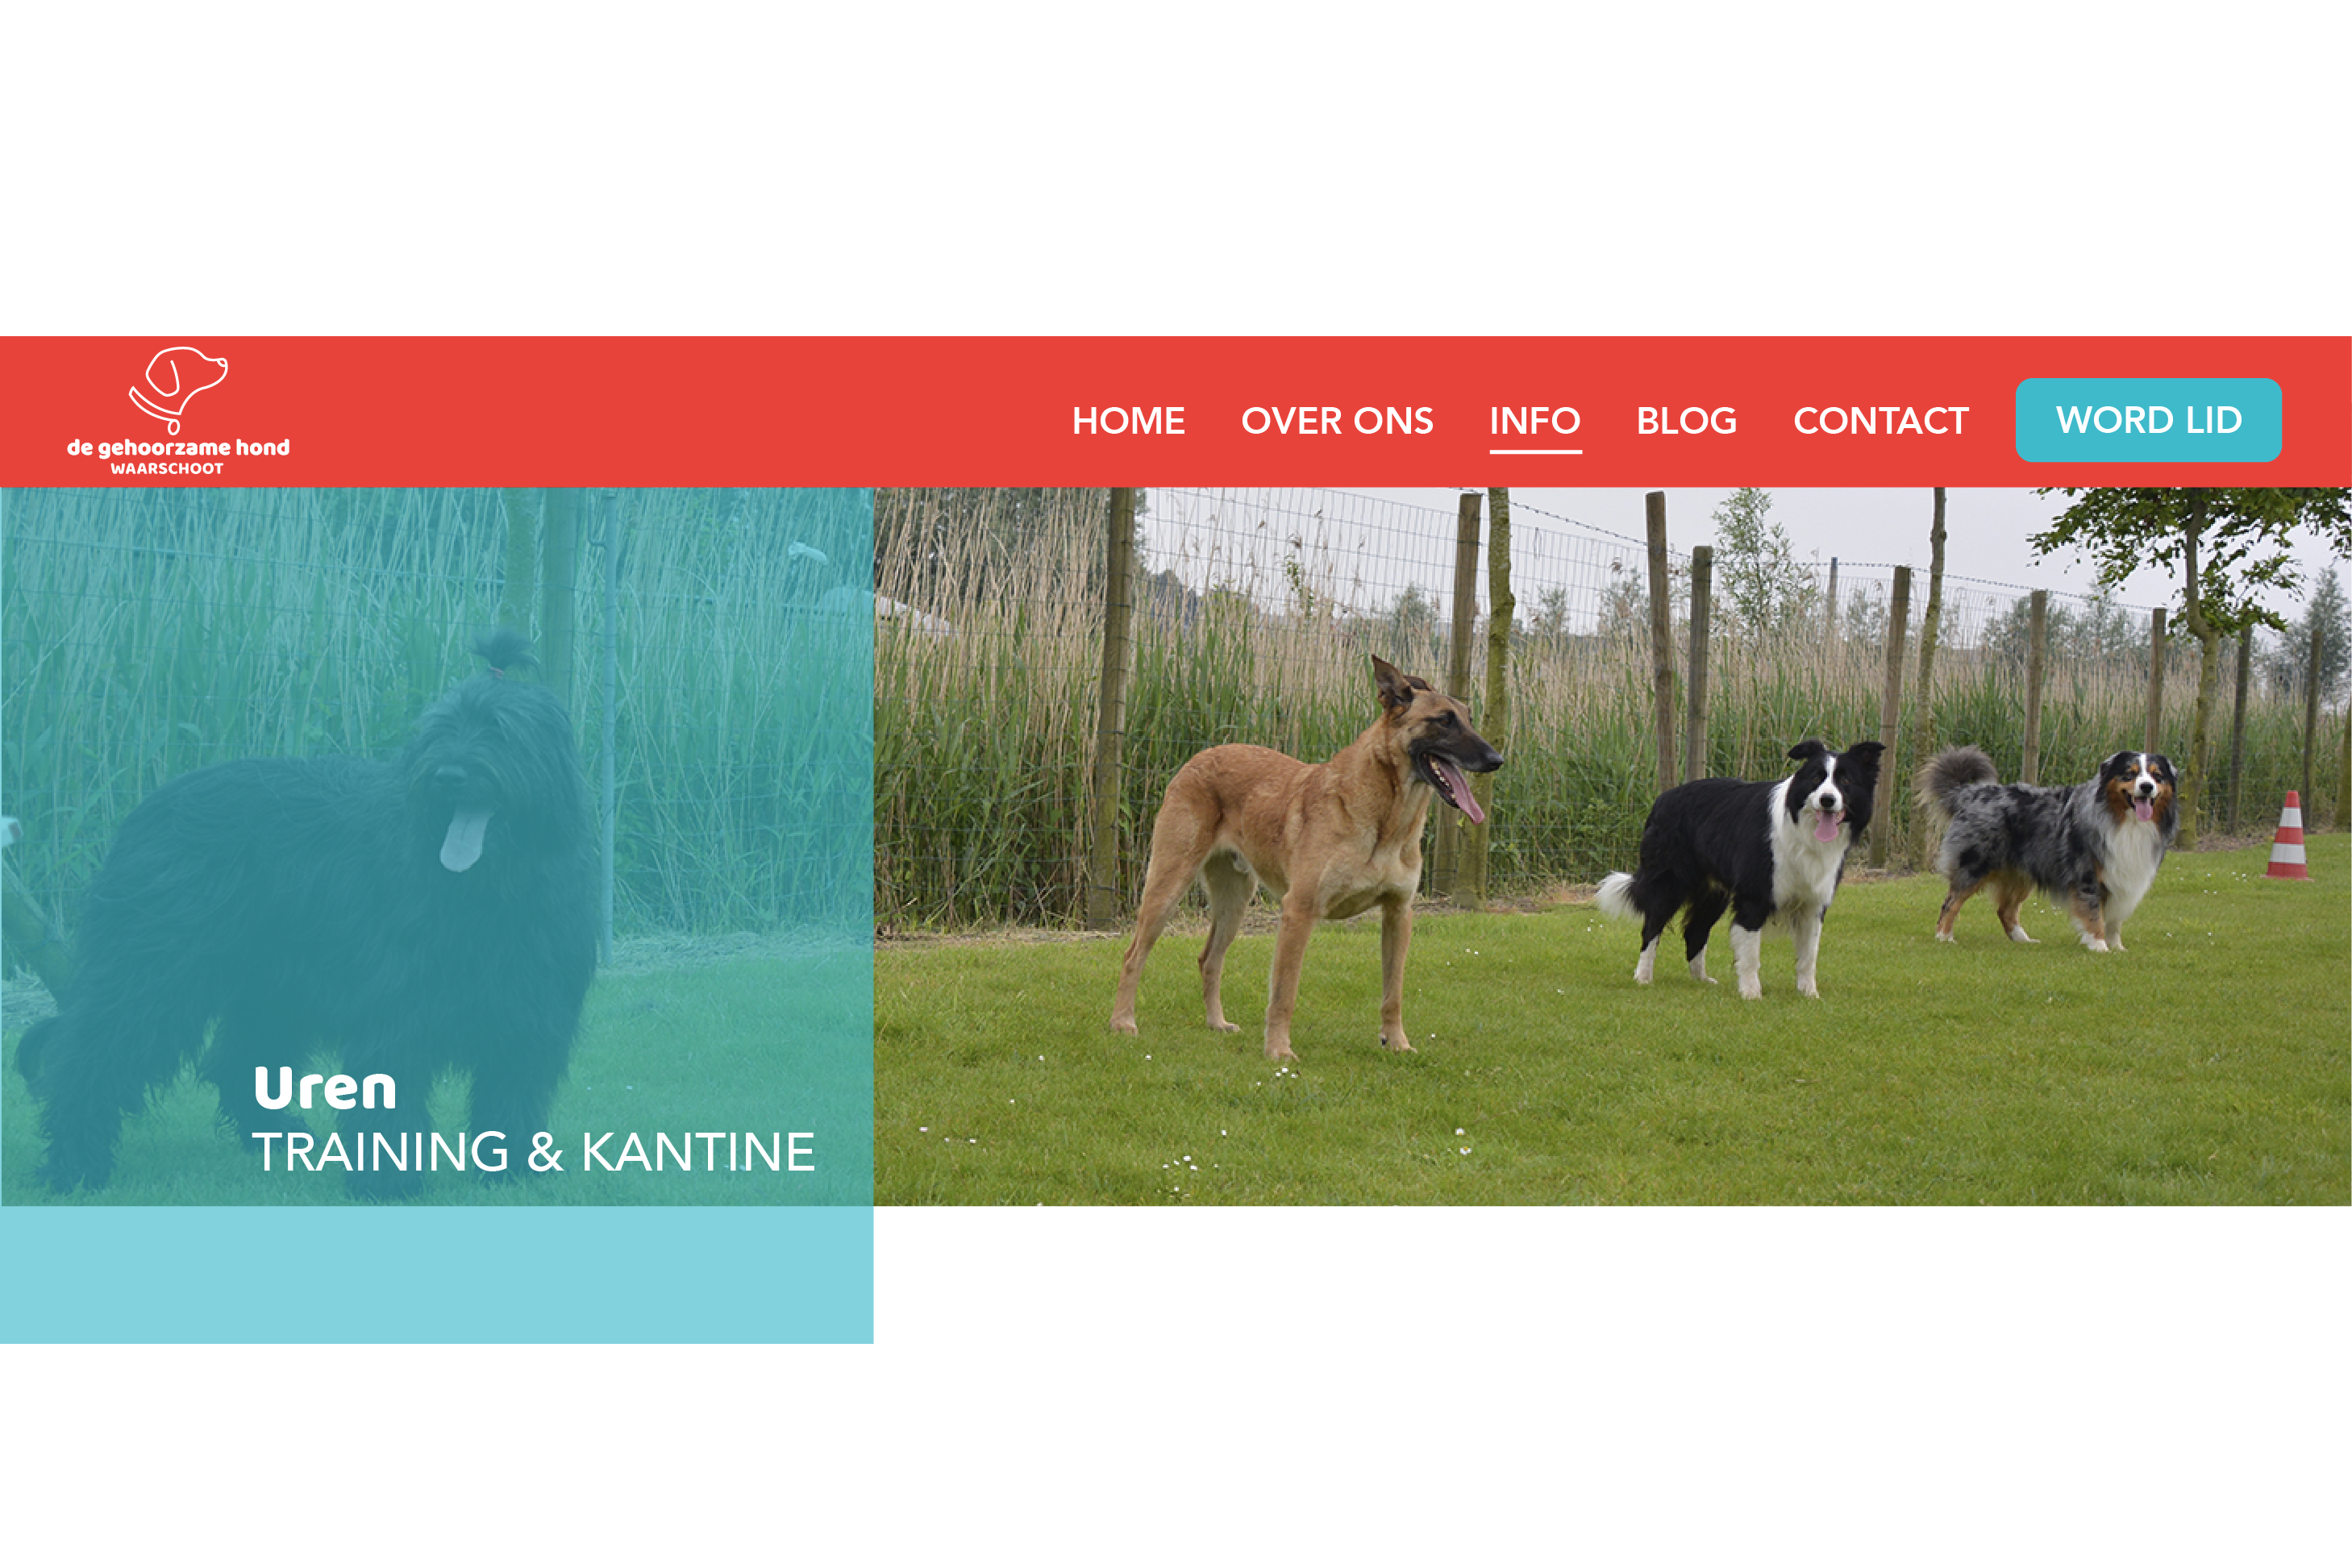 de gehoorzame hond
WAARSCHOOT
HOME OVER ONS INFO BLOG CONTACT WORD LID
Uren
TRAINING & KANTINE